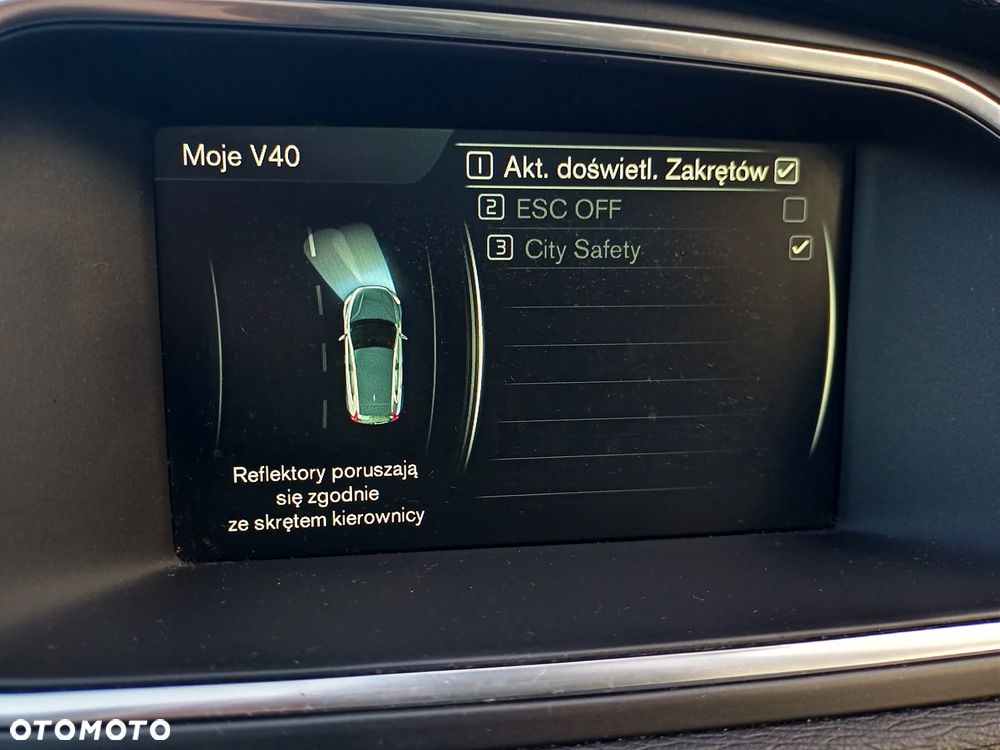 Moje V40
1 Akt. doświetl. Zakrętów
2 ESC OFF
3 City Safety
Reflektory poruszają
się zgodnie
ze skrętem kierownicy
OTOMOTO